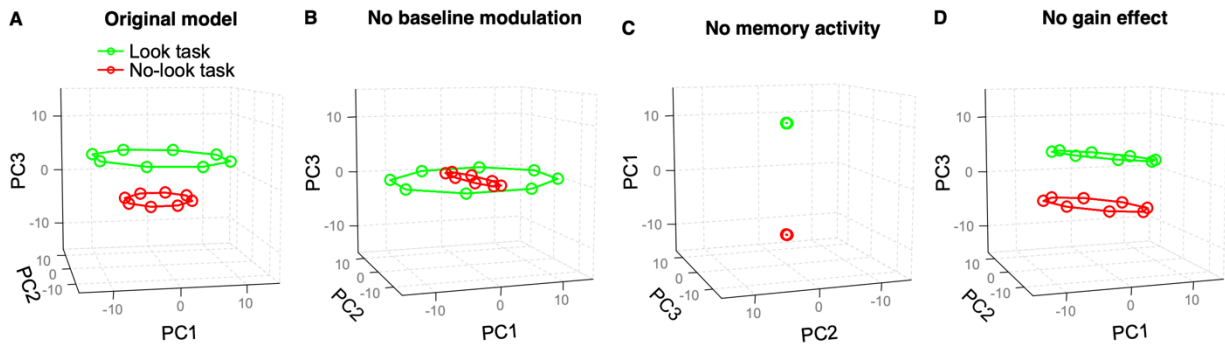 A Original model
Look task
No-look task
10
0
-10
PC3
10
0
-10
PC2
-10
0
10
PC1
B No baseline modulation
10
0
-10
PC3
10
0
-10
PC2
-10
0
10
PC1
C No memory activity
10
0
-10
PC1
10
0
-10
PC3
10
0
-10
PC2
D No gain effect
10
0
-10
PC3
10
0
-10
PC2
-10
0
10
PC1